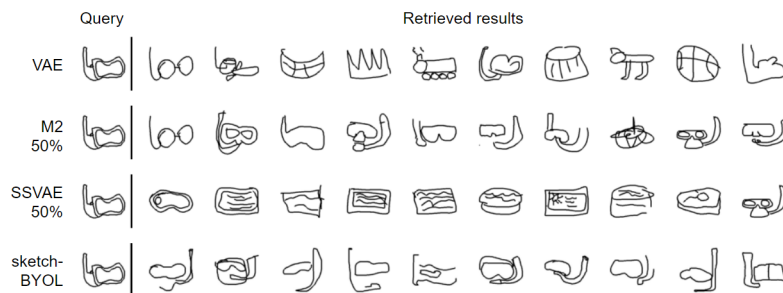 Query
Retrieved results
VAE
M2
50%
SSVAE
50%
sketch-
BYOL